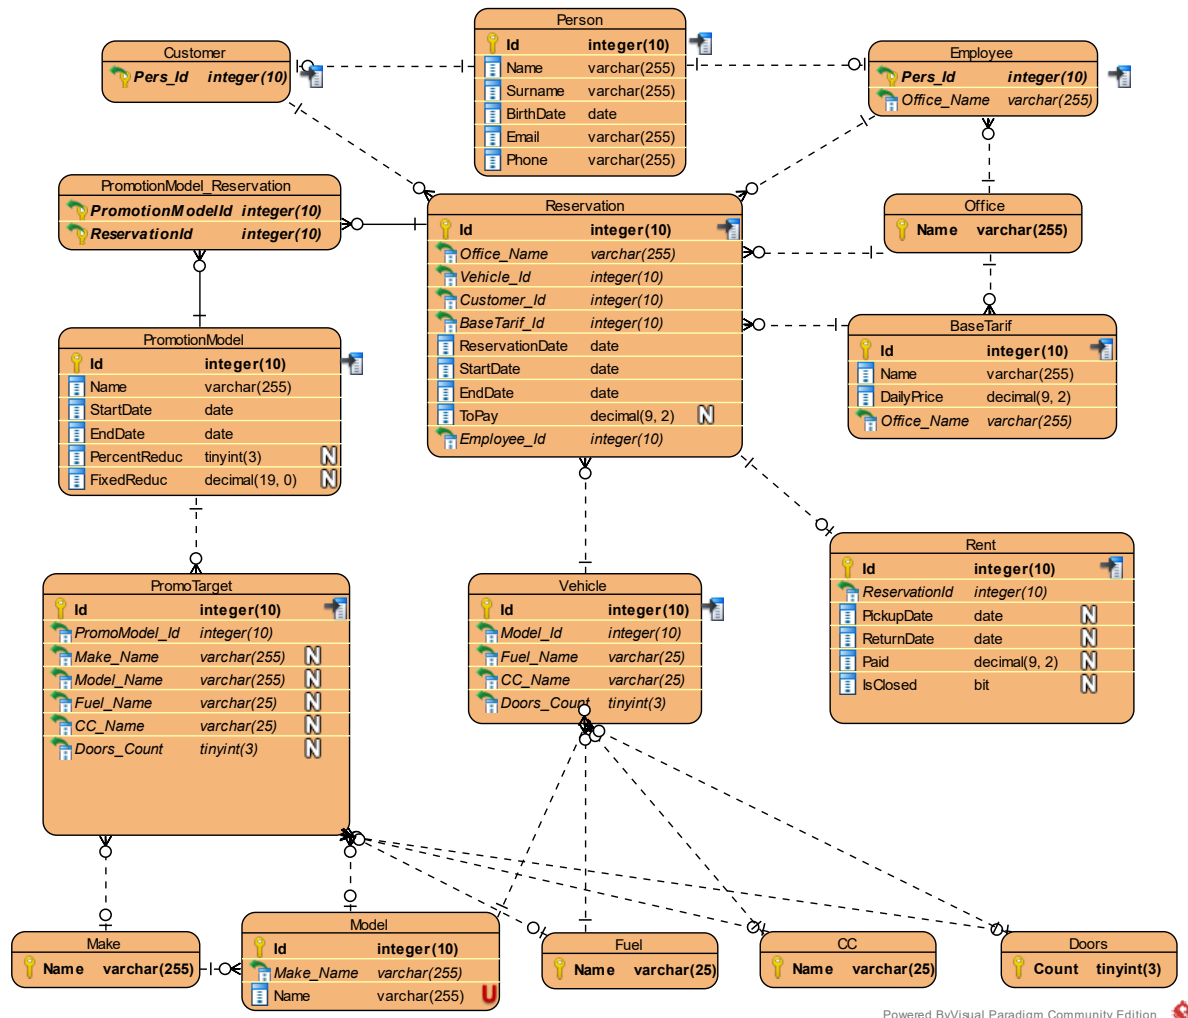 Person
Id integer(10)
Name varchar(255)
Surname varchar(255)
BirthDate date
Email varchar(255)
Phone varchar(255)
Customer
Pers_Id integer(10)
Employee
Pers_Id integer(10)
Office_Name varchar(255)
PromotionModel_Reservation
PromotionModelId integer(10)
ReservationId integer(10)
Reservation
Id integer(10)
Office_Name varchar(255)
Vehicle_Id integer(10)
Customer_Id integer(10)
BaseTarif_Id integer(10)
ReservationDate date
StartDate date
EndDate date
ToPay decimal(9, 2) N
Employee_Id integer(10)
Office
Name varchar(255)
BaseTarif
Id integer(10)
Name varchar(255)
DailyPrice decimal(9, 2)
Office_Name varchar(255)
PromotionModel
Id integer(10)
Name varchar(255)
StartDate date
EndDate date
PercentReduc tinyint(3) N
FixedReduc decimal(19, 0) N
Rent
Id integer(10)
ReservationId integer(10)
PickupDate date N
ReturnDate date N
Paid decimal(9, 2) N
IsClosed bit N
PromoTarget
Id integer(10)
PromoModel_Id integer(10)
Make_Name varchar(255) N
Model_Name varchar(255) N
Fuel_Name varchar(25) N
CC_Name varchar(25) N
Doors_Count tinyint(3) N
Vehicle
Id integer(10)
Model_Id integer(10)
Fuel_Name varchar(25)
CC_Name varchar(25)
Doors_Count tinyint(3)
Make
Name varchar(255)
Model
Id integer(10)
Make_Name varchar(255)
Name varchar(255) U
Fuel
Name varchar(25)
CC
Name varchar(25)
Doors
Count tinyint(3)
Powered ByVisual Paradigm Community Edition